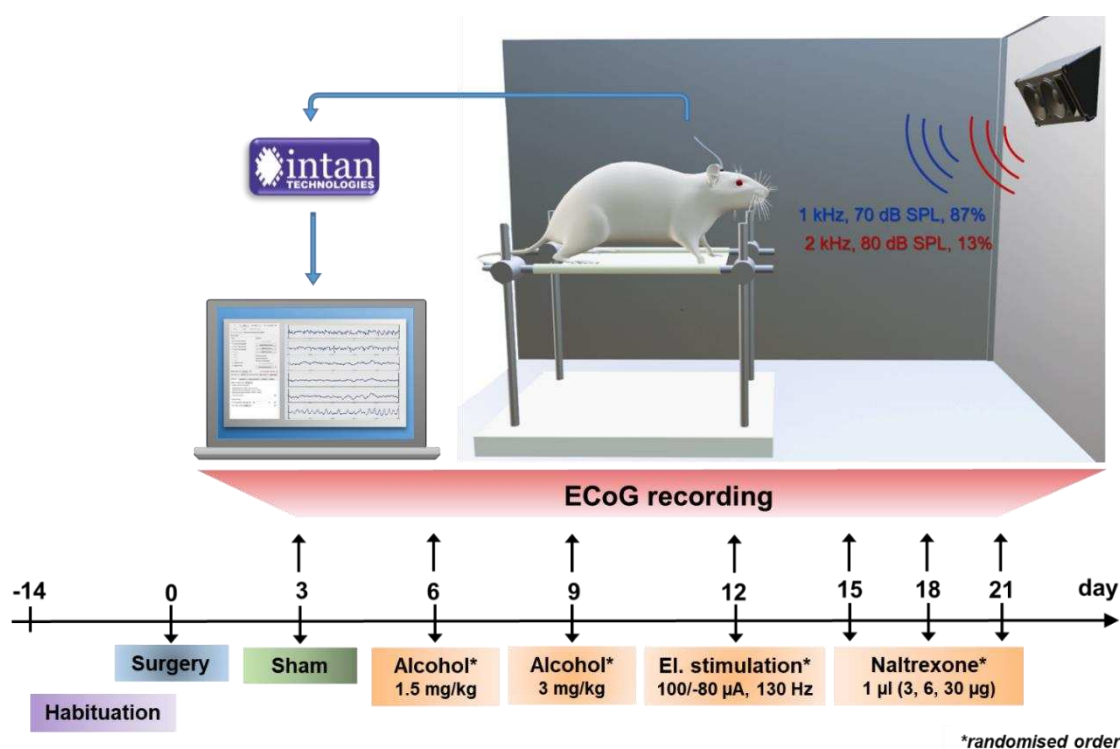 intan
TECHNOLOGIES
1 kHz, 70 dB SPL, 87%
2 kHz, 80 dB SPL, 13%
ECoG recording
-14 0 3 6 9 12 15 18 21 day
Surgery
Sham
Alcohol*
1.5 mg/kg
Alcohol*
3 mg/kg
El. stimulation*
100/-80 µA, 130 Hz
Naltrexone*
1 µl (3, 6, 30 µg)
Habituation
*randomised order